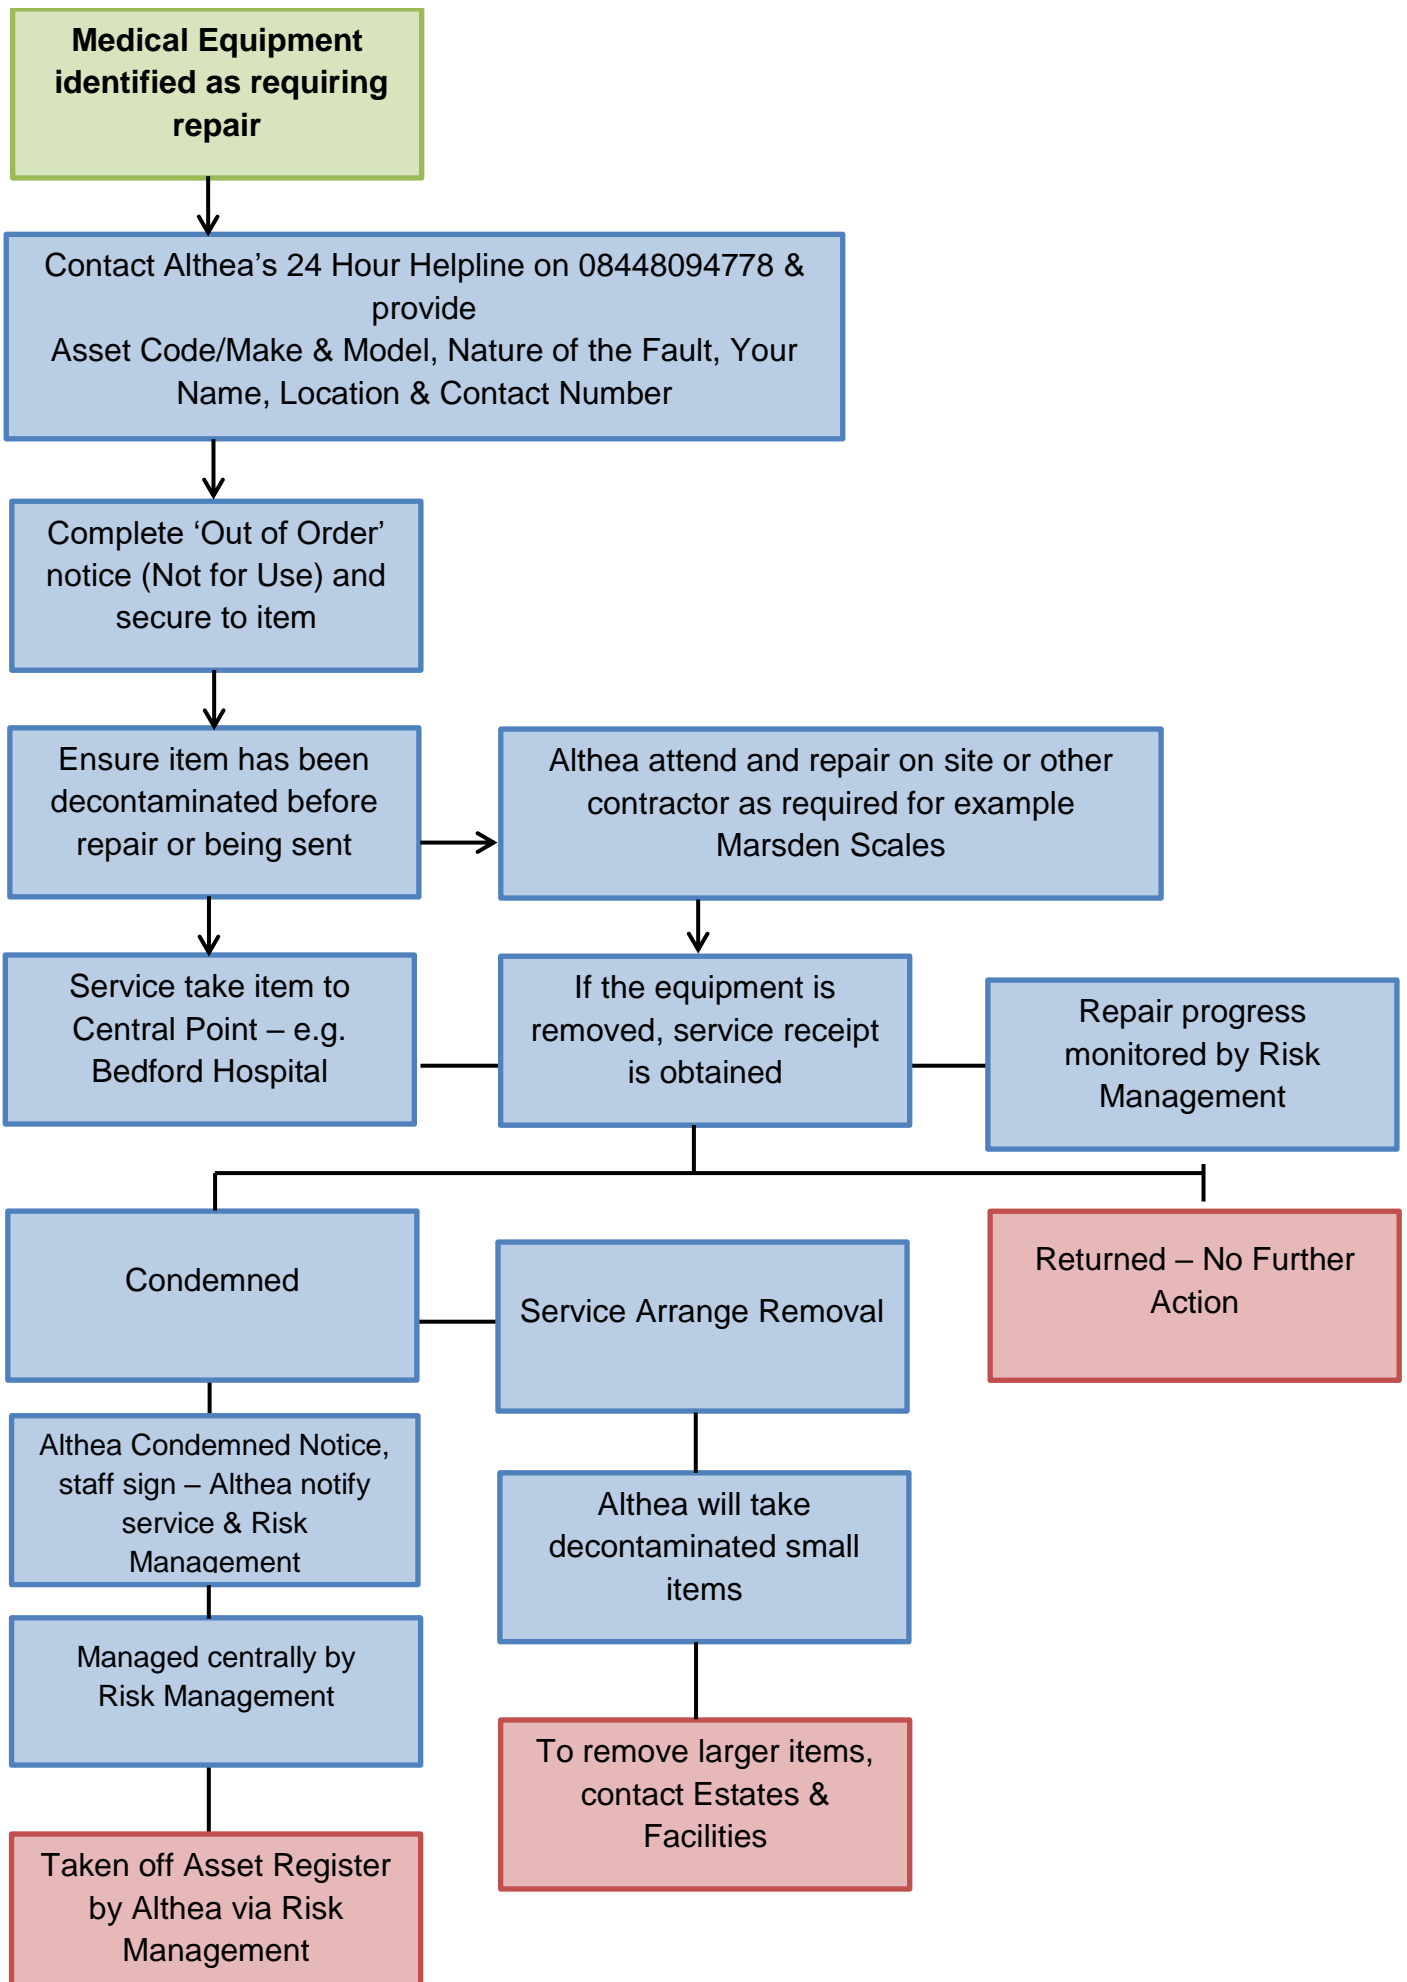 Medical Equipment
identified as requiring
repair
Contact Althea’s 24 Hour Helpline on 08448094778 &
provide
Asset Code/Make & Model, Nature of the Fault, Your
Name, Location & Contact Number
Complete ‘Out of Order’
notice (Not for Use) and
secure to item
Ensure item has been
decontaminated before
repair or being sent
Althea attend and repair on site or other
contractor as required for example
Marsden Scales
Service take item to
Central Point – e.g.
Bedford Hospital
If the equipment is
removed, service receipt
is obtained
Repair progress
monitored by Risk
Management
Condemned
Service Arrange Removal
Returned – No Further
Action
Althea Condemned Notice,
staff sign – Althea notify
service & Risk
Management
Althea will take
decontaminated small
items
Managed centrally by
Risk Management
To remove larger items,
contact Estates &
Facilities
Taken off Asset Register
by Althea via Risk
Management